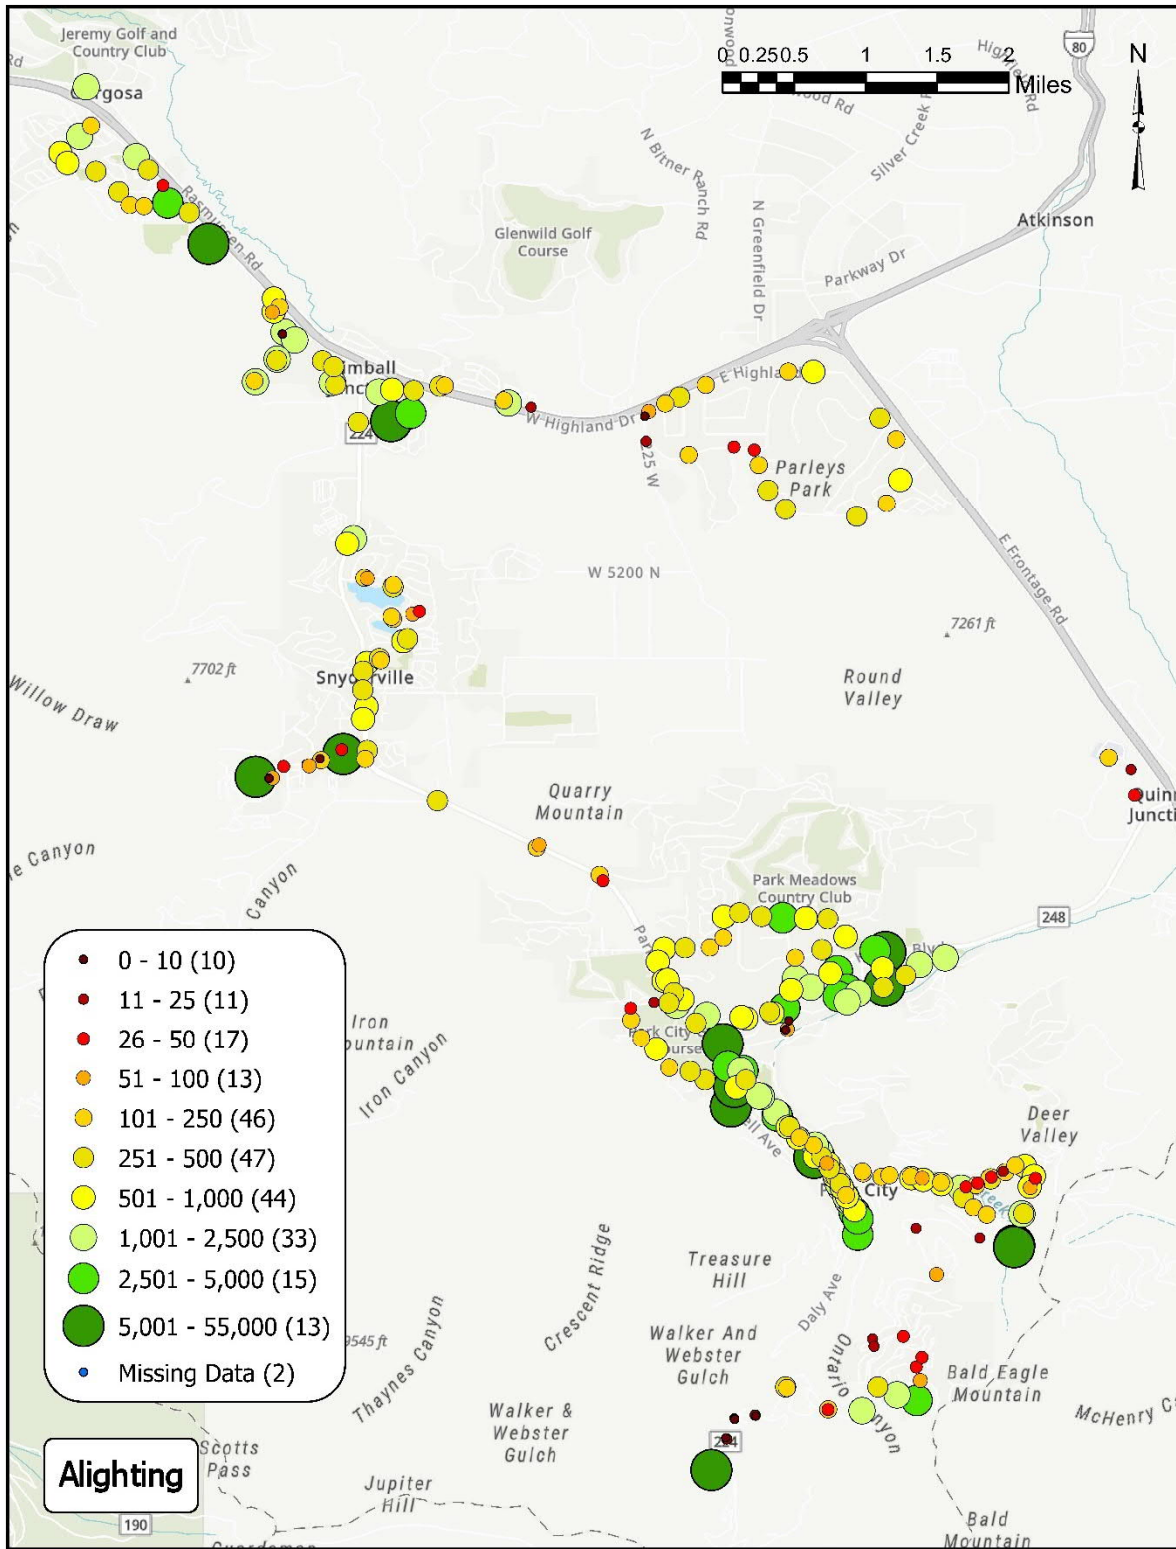 Jeremy Golf and
Country Club
80
N
0 0.25 0.5 1 1.5 2
Miles
Rd
N Bitner Ranch Rd
Silver Creek
Rasmussen Rd
Glenwild Golf
Course
N Greenfield Dr
Atkinson
Parkway Dr
E Highland
W Highland Dr
224
Parleys
Park
W 5200 N
E Frontage Rd
7261 ft
7702 ft
Round
Valley
Willow Draw
Quarry
Mountain
Canyon
Canyon
Park Meadows
Country Club
248
Iron Canyon
Deer
Valley
Treasure
Hill
Crescent Ridge
Daly Ave
Walker And
Webster
Gulch
Ontario
Canyon
Bald Eagle
Mountain
Thaynes Canyon
Walker &
Webster
Gulch
224
Scotts
Pass
Jupiter
Hill
190
Bald
Mountain
0 - 10 (10)
11 - 25 (11)
26 - 50 (17)
51 - 100 (13)
101 - 250 (46)
251 - 500 (47)
501 - 1,000 (44)
1,001 - 2,500 (33)
2,501 - 5,000 (15)
5,001 - 55,000 (13)
Missing Data (2)
Alighting